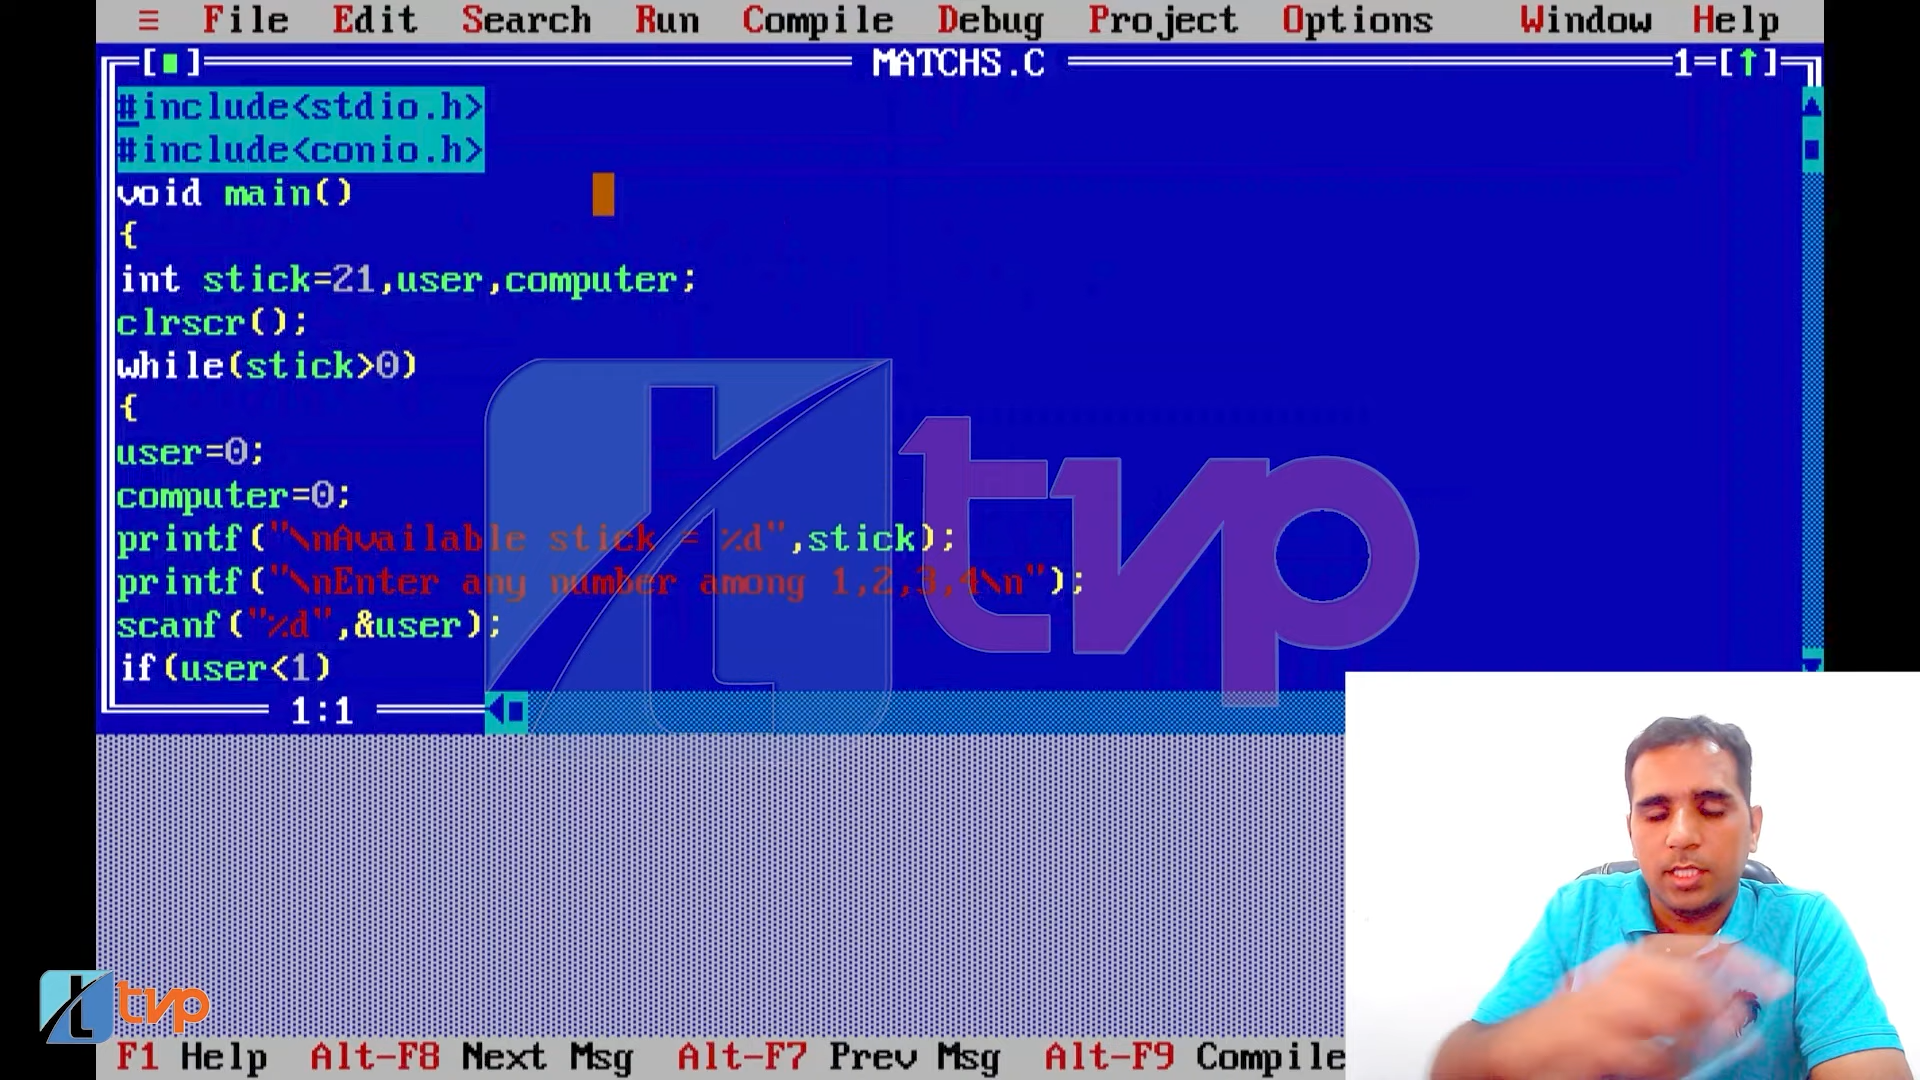 ≡ File Edit Search Run Compile Debug Project Options Window Help
[■] MATCHS.C 1=[↑]
#include<stdio.h>
#include<conio.h>
void main()
{
int stick=21,user,computer;
clrscr();
while(stick>0)
{
user=0;
computer=0;
printf("\nAvailable stick = %d",stick);
printf("\nEnter any number among 1,2,3,4\n");
scanf("%d",&user);
if(user<1)
1:1
tvp
tvp
F1 Help Alt-F8 Next Msg Alt-F7 Prev Msg Alt-F9 Compile